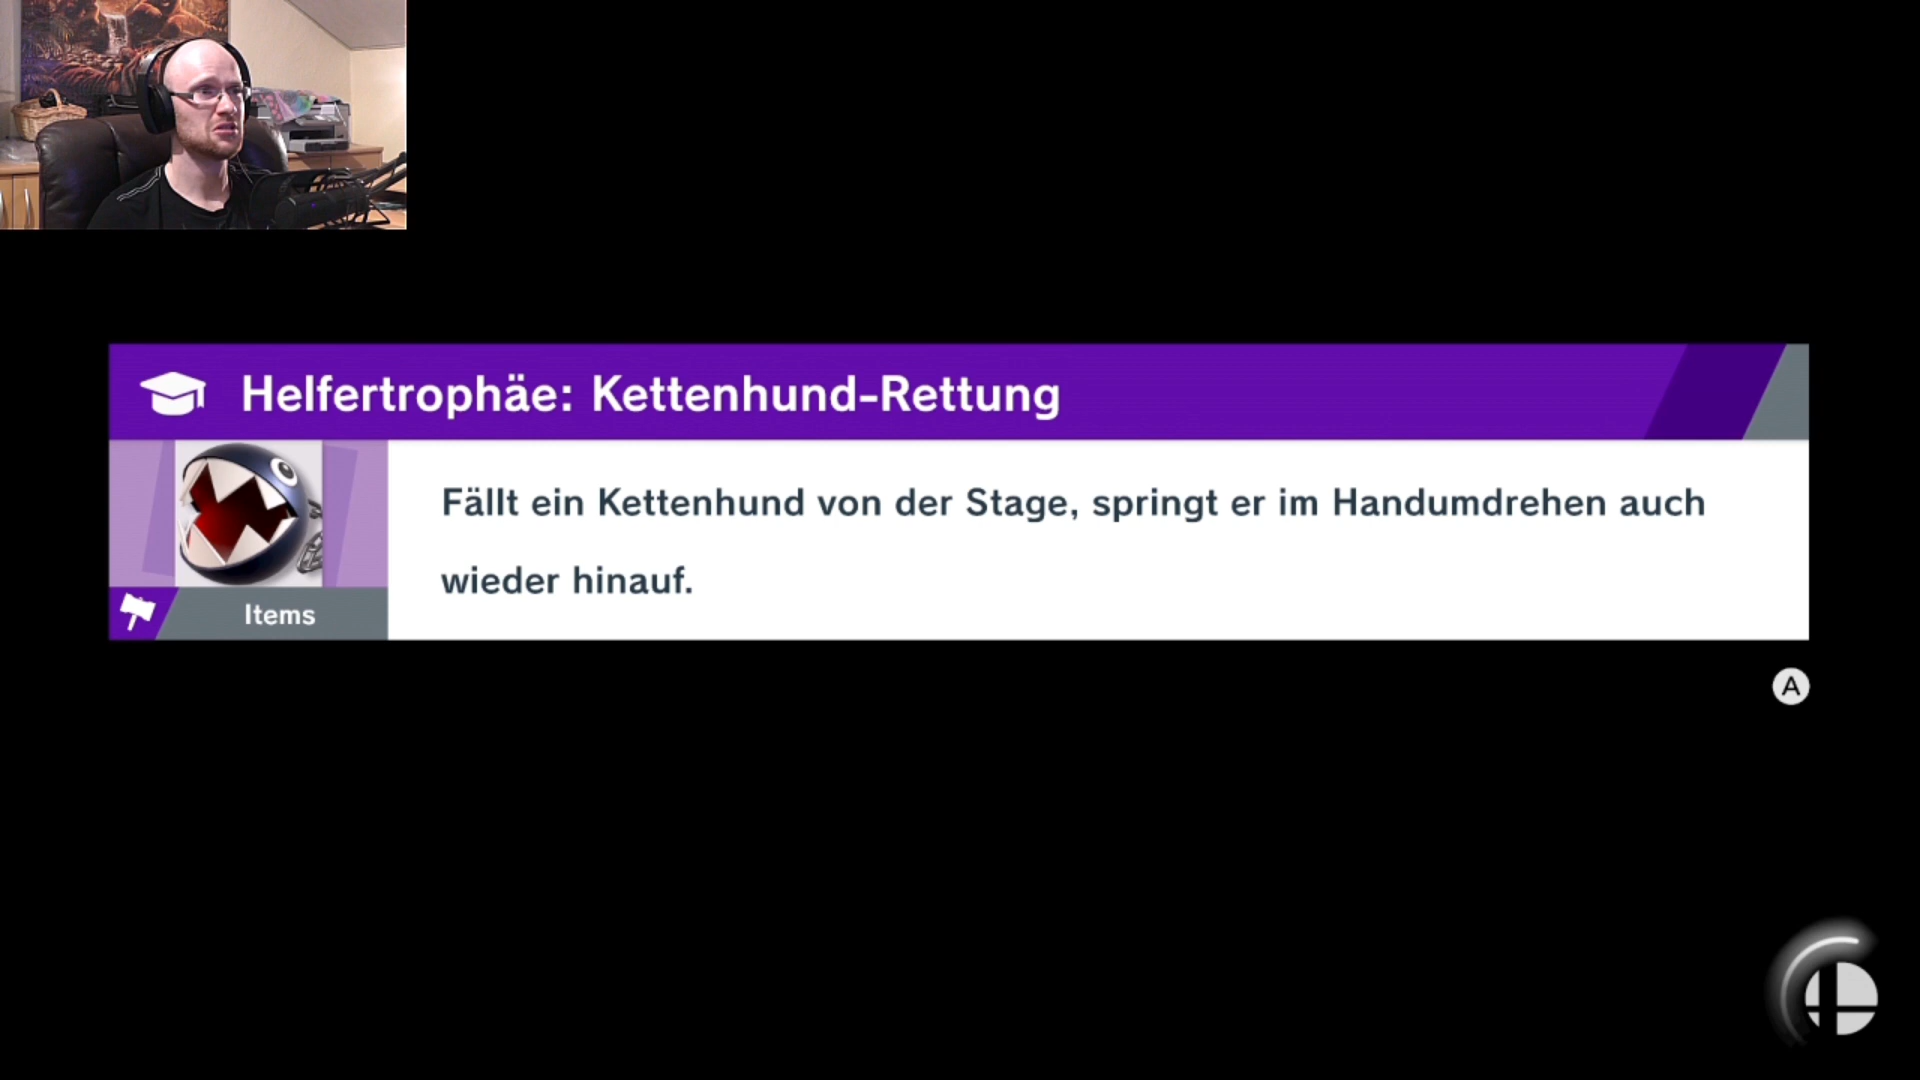 Helfertrophäe: Kettenhund-Rettung
Fällt ein Kettenhund von der Stage, springt er im Handumdrehen auch
wieder hinauf.
Items
A